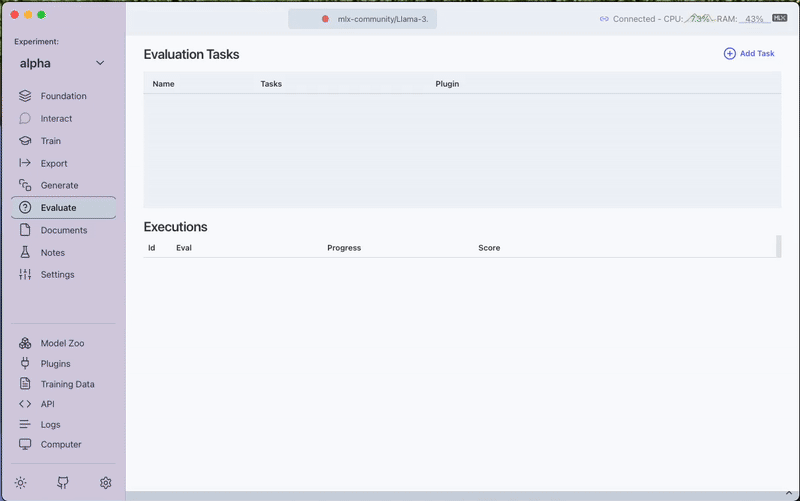 Experiment:
alpha
Foundation
Interact
Train
Export
Generate
Evaluate
Documents
Notes
Settings
Model Zoo
Plugins
Training Data
API
Logs
Computer
mlx-community/Llama-3.
Connected - CPU: 7.3% RAM: 43% MLX
Evaluation Tasks
Add Task
Name Tasks Plugin
Executions
Id Eval Progress Score